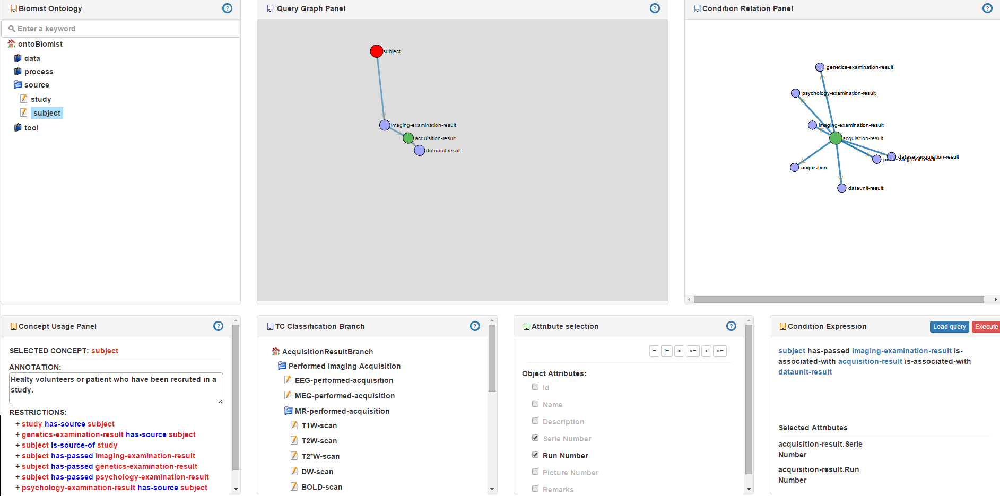 Biomist Ontology
?
Enter a keyword
ontoBiomist
data
process
source
study
subject
tool
Query Graph Panel
?
subject
imaging-examination-result
acquisition-result
dataunit-result
Condition Relation Panel
?
genetics-examination-result
psychology-examination-result
imaging-examination-result
acquisition-result
dataset-acquisition-result
processing-unit-result
acquisition
dataunit-result
Concept Usage Panel
?
SELECTED CONCEPT: subject
ANNOTATION:
Healty volunteers or patient who have been recruted in a
study.
RESTRICTIONS:
+ study has-source subject
+ genetics-examination-result has-source subject
+ subject is-source-of study
+ subject has-passed imaging-examination-result
+ subject has-passed genetics-examination-result
+ subject has-passed psychology-examination-result
+ psychology-examination-result has-source subject
TC Classification Branch
?
AcquisitionResultBranch
Performed Imaging Acquisition
EEG-performed-acquisition
MEG-performed-acquisition
MR-performed-acquisition
T1W-scan
T2W-scan
T2*W-scan
DW-scan
BOLD-scan
Attribute selection
?
= != > >= < <=
Object Attributes:
Id
Name
Description
Serie Number
Run Number
Picture Number
Remarks
Condition Expression
Load query
Execute
subject has-passed imaging-examination-result is-
associated-with acquisition-result is-associated-with
dataunit-result
Selected Attributes
acquisition-result.Serie
Number
acquisition-result.Run
Number